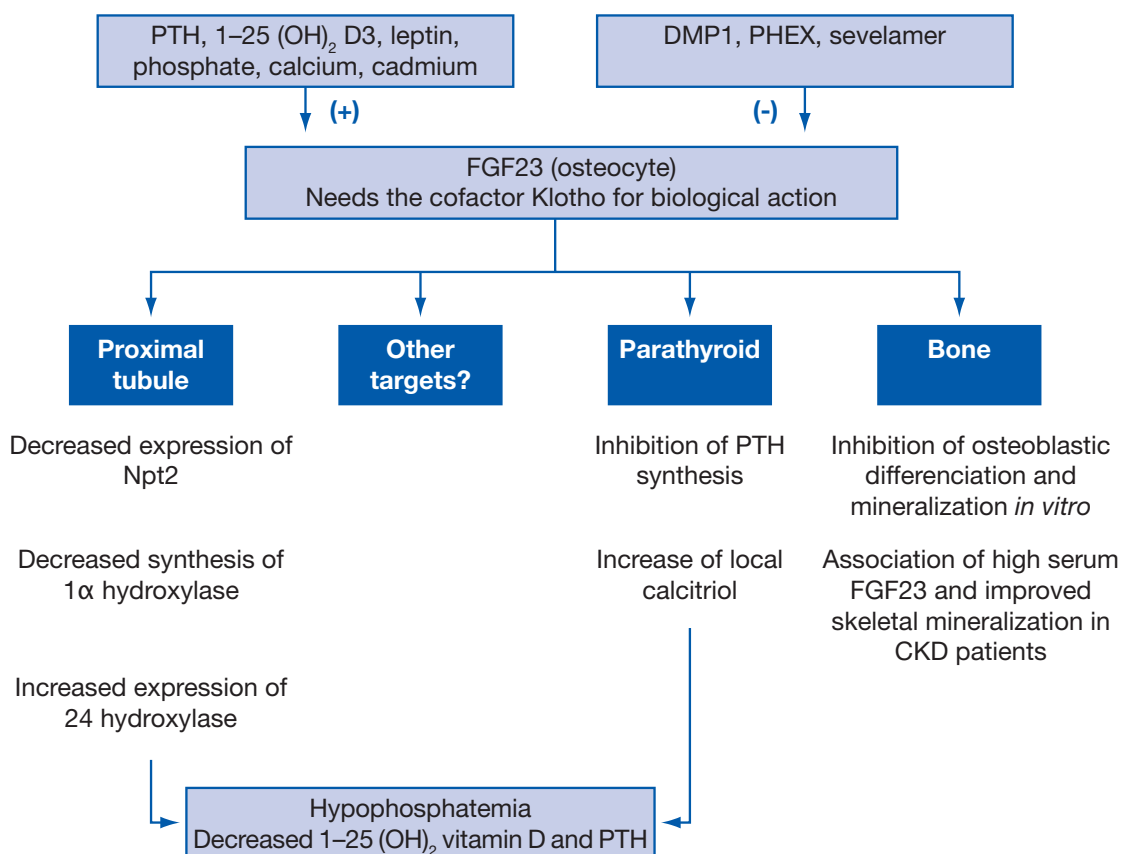 PTH, 1–25 (OH)₂ D3, leptin,
phosphate, calcium, cadmium
DMP1, PHEX, sevelamer
(+)
(-)
FGF23 (osteocyte)
Needs the cofactor Klotho for biological action
Proximal
tubule
Other
targets?
Parathyroid
Bone
Decreased expression of
Npt2
Decreased synthesis of
1α hydroxylase
Increased expression of
24 hydroxylase
Inhibition of PTH
synthesis
Increase of local
calcitriol
Inhibition of osteoblastic
differenciation and
mineralization in vitro
Association of high serum
FGF23 and improved
skeletal mineralization in
CKD patients
Hypophosphatemia
Decreased 1–25 (OH)₂ vitamin D and PTH